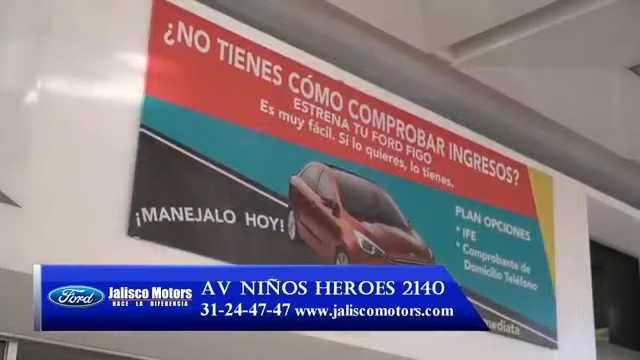 ¿NO TIENES CÓMO COMPROBAR INGRESOS?
ESTRENA TU FORD FIGO
Es muy fácil. Si lo quieres, lo tienes.
¡MANEJALO HOY!
PLAN OPCIONES
* IFE
* Comprobante de
Domicilio Teléfono
Ford
Jalisco Motors
HACE LA DIFERENCIA
AV NIÑOS HEROES 2140
31-24-47-47 www.jaliscomotors.com